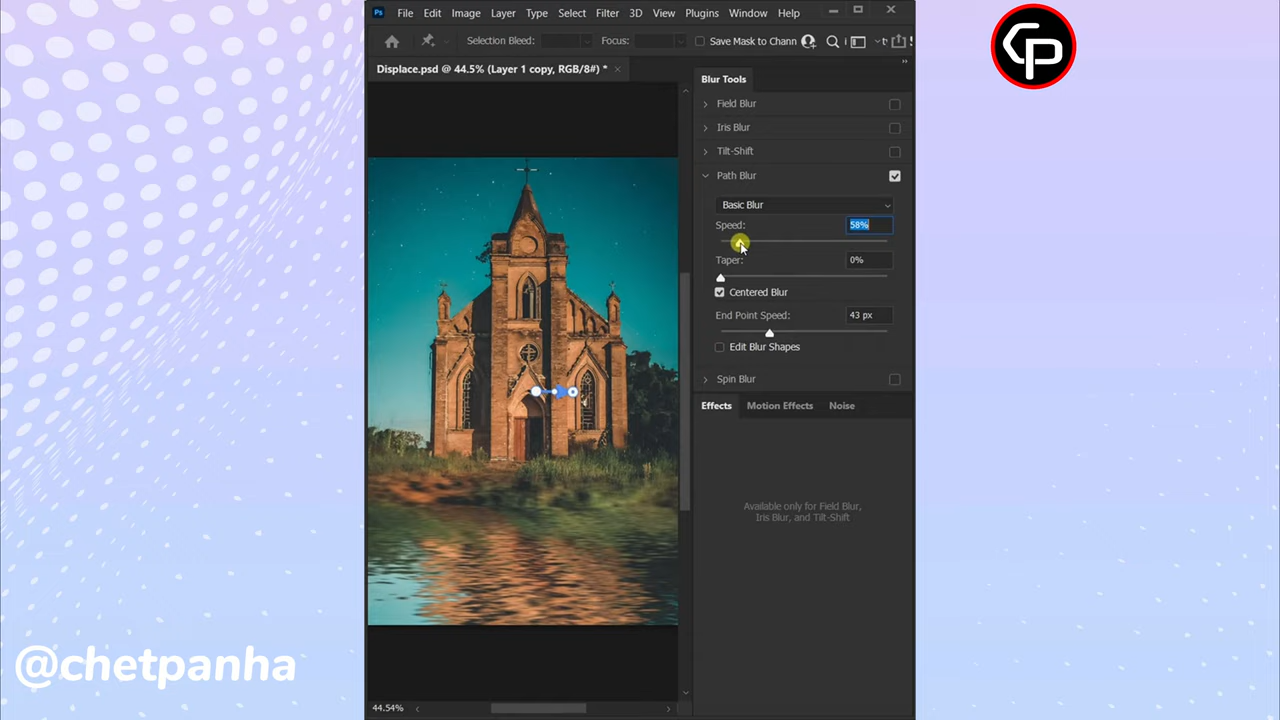 File Edit Image Layer Type Select Filter 3D View Plugins Window Help
Selection Bleed: Focus: Save Mask to Chann
Displace.psd @ 44.5% (Layer 1 copy, RGB/8#) *
Blur Tools
Field Blur
Iris Blur
Tilt-Shift
Path Blur
Basic Blur
Speed: 58%
Taper: 0%
Centered Blur
End Point Speed: 43 px
Edit Blur Shapes
Spin Blur
Effects Motion Effects Noise
Available only for Field Blur,
Iris Blur, and Tilt-Shift
44.54%
@chetpanha
CP
Ps